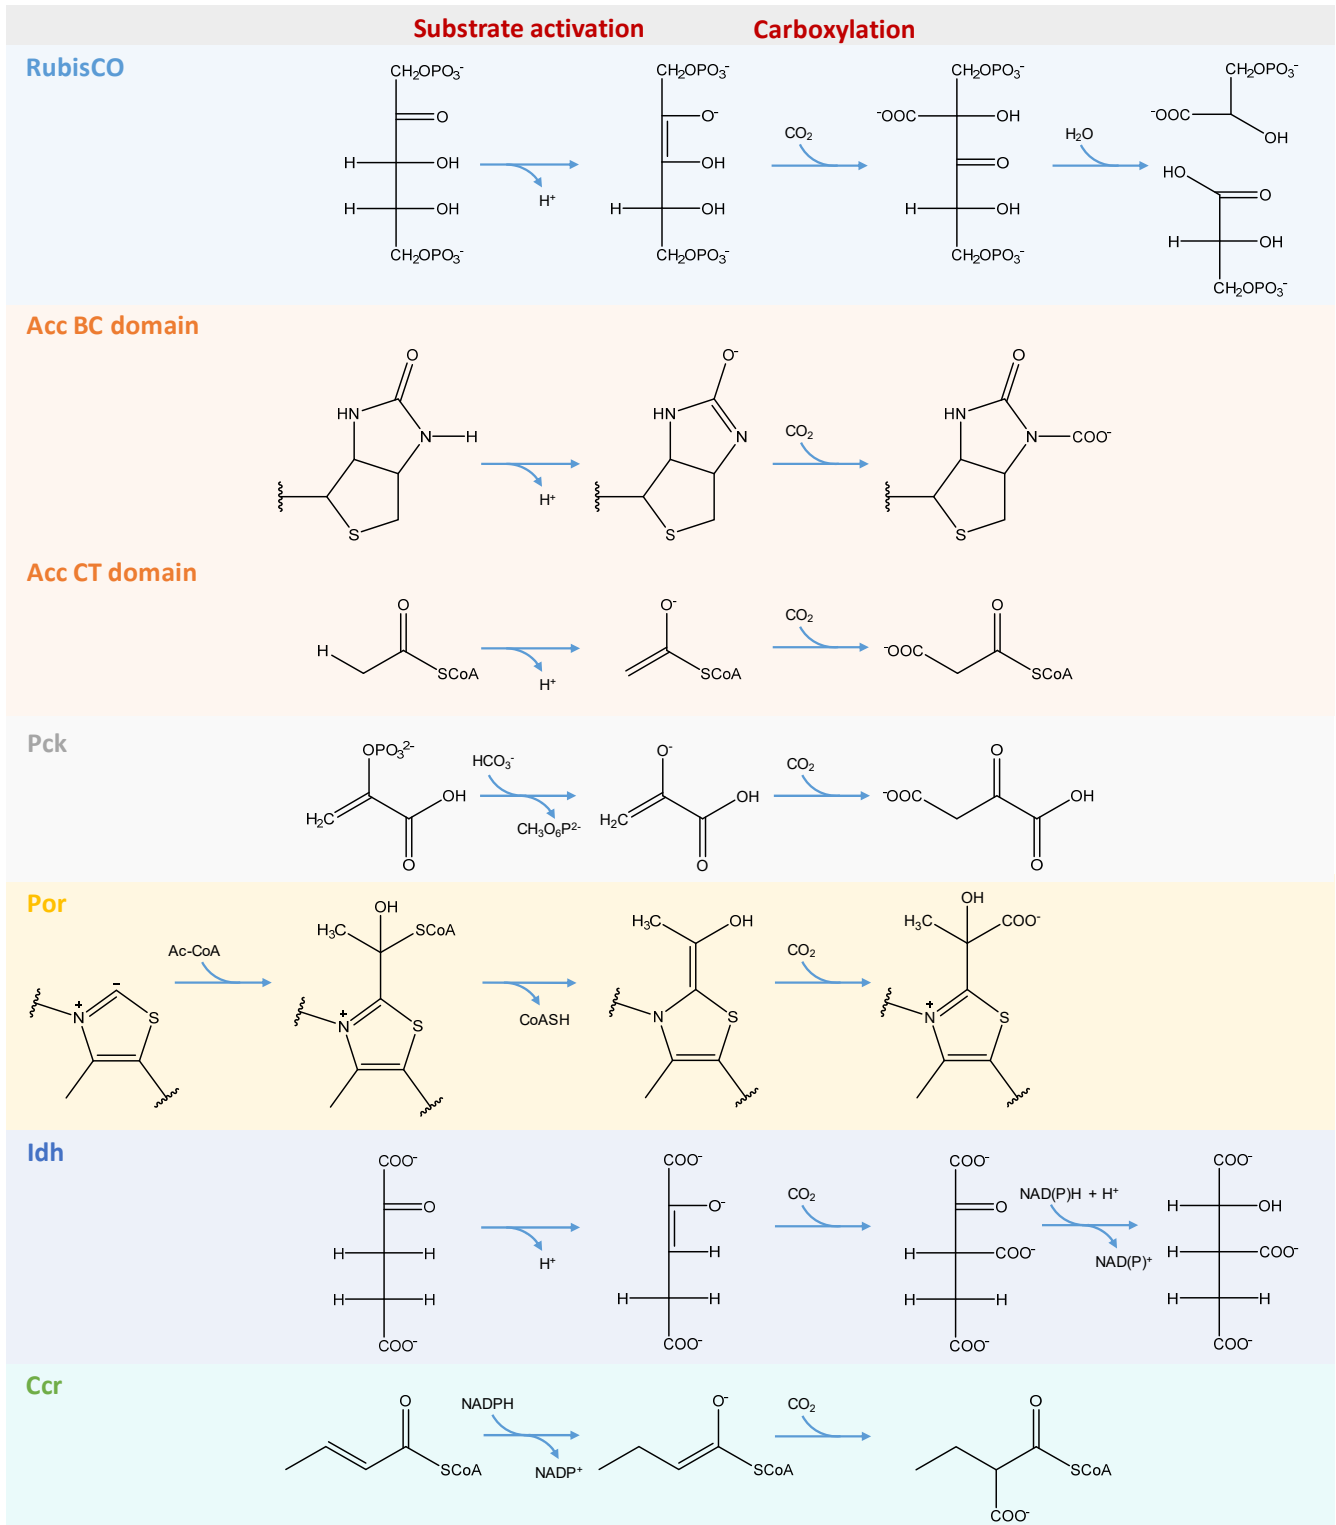 Substrate activation Carboxylation
RubisCO
CH₂OPO₃⁻ CH₂OPO₃⁻ CH₂OPO₃⁻ CH₂OPO₃⁻
O O⁻ ⁻OOC OH ⁻OOC
CO₂ H₂O OH
H OH OH O HO
H⁺ O
H OH H OH H OH
H OH
CH₂OPO₃⁻ CH₂OPO₃⁻ CH₂OPO₃⁻
CH₂OPO₃⁻
Acc BC domain
O O⁻ O
HN HN HN
N H N CO₂ N COO⁻
H⁺
S S S
Acc CT domain
O O⁻ CO₂ O
H ⁻OOC
SCoA SCoA SCoA
H⁺
Pck
OPO₃²⁻ O⁻ O
HCO₃⁻ CO₂
OH OH ⁻OOC OH
H₂C H₂C
CH₃O₆P²⁻
O O O
Por
OH OH
H₃C SCoA H₃C OH H₃C COO⁻
Ac-CoA CO₂
⁻
+ N S + N S N S + N S
CoASH
Idh
COO⁻ COO⁻ COO⁻ COO⁻
CO₂ NAD(P)H + H⁺
O O⁻ O H OH
H H H H COO⁻ H COO⁻
H⁺ NAD(P)⁺
H H H H H H H H
COO⁻ COO⁻ COO⁻ COO⁻
Ccr
O NADPH O⁻ CO₂ O
SCoA NADP⁺ SCoA SCoA
COO⁻